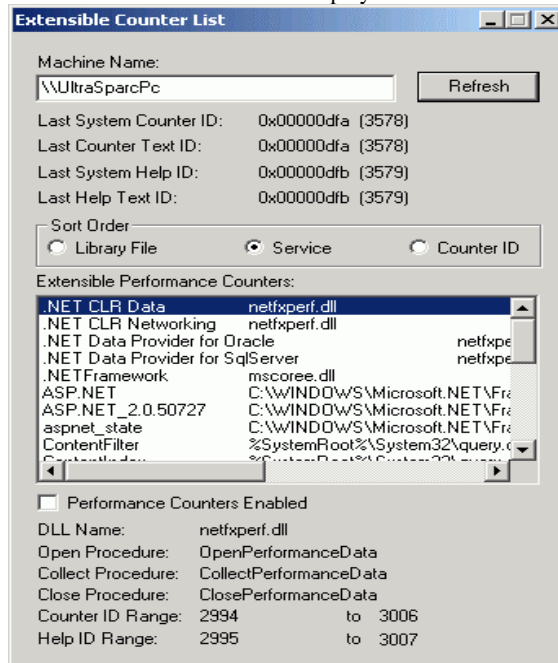 Extensible Counter List
Machine Name:
\\UltraSparcPc
Refresh
Last System Counter ID: 0x00000dfa (3578)
Last Counter Text ID: 0x00000dfa (3578)
Last System Help ID: 0x00000dfb (3579)
Last Help Text ID: 0x00000dfb (3579)
Sort Order
Library File Service Counter ID
Extensible Performance Counters:
.NET CLR Data netfxperf.dll
.NET CLR Networking netfxperf.dll
.NET Data Provider for Oracle netfxpe
.NET Data Provider for SqlServer netfxpe
.NETFramework mscoree.dll
ASP.NET C:\WINDOWS\Microsoft.NET\Fra
ASP.NET_2.0.50727 C:\WINDOWS\Microsoft.NET\Fra
aspnet_state C:\WINDOWS\Microsoft.NET\Fra
ContentFilter %SystemRoot%\System32\query.
Performance Counters Enabled
DLL Name: netfxperf.dll
Open Procedure: OpenPerformanceData
Collect Procedure: CollectPerformanceData
Close Procedure: ClosePerformanceData
Counter ID Range: 2994 to 3006
Help ID Range: 2995 to 3007